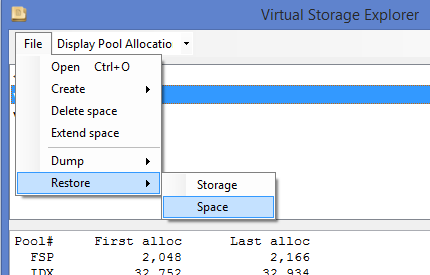 Virtual Storage Explorer
File Display Pool Allocatio
Open Ctrl+O
Create
Delete space
Extend space
Dump
Restore
Storage
Space
Pool# First alloc Last alloc
FSP 2,048 2,166
IDX 32,752 32,934